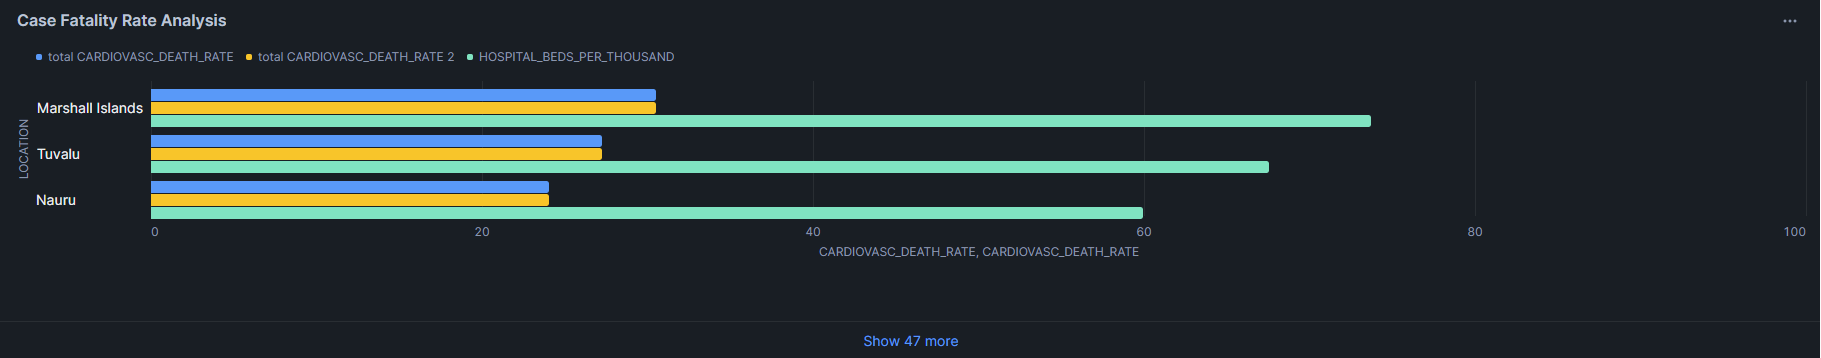 Case Fatality Rate Analysis
total CARDIOVASC_DEATH_RATE total CARDIOVASC_DEATH_RATE 2 HOSPITAL_BEDS_PER_THOUSAND
LOCATION
Marshall Islands
Tuvalu
Nauru
0 20 40 60 80 100
CARDIOVASC_DEATH_RATE, CARDIOVASC_DEATH_RATE
Show 47 more